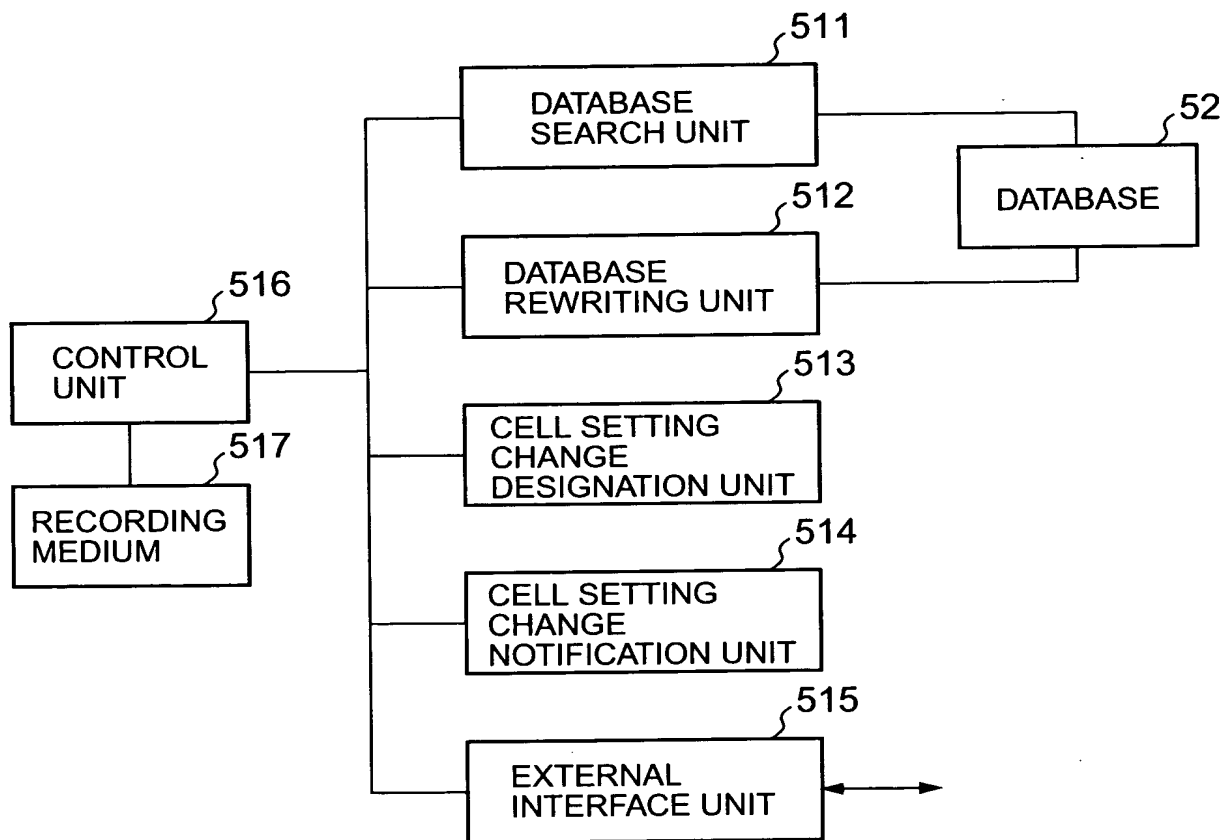 511
DATABASE
SEARCH UNIT
52
DATABASE
512
DATABASE
REWRITING UNIT
516
CONTROL
UNIT
513
CELL SETTING
CHANGE
DESIGNATION UNIT
517
RECORDING
MEDIUM
514
CELL SETTING
CHANGE
NOTIFICATION UNIT
515
EXTERNAL
INTERFACE UNIT